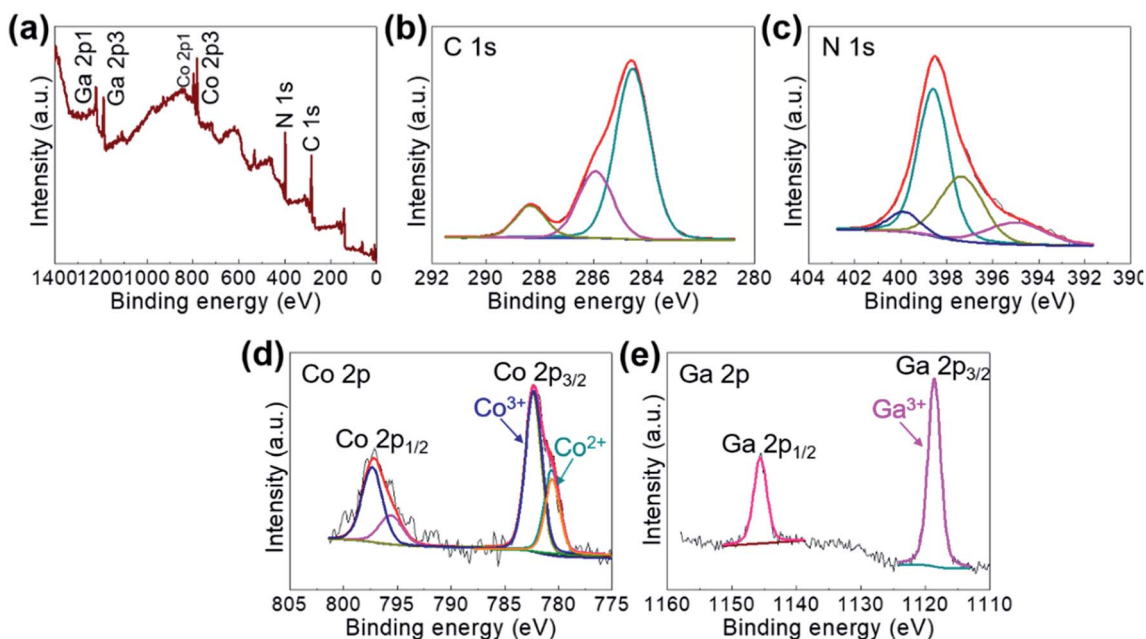 (a)
Ga 2p1
Ga 2p3
Co 2p1
Co 2p3
N 1s
C 1s
Intensity (a.u.)
1400 1200 1000 800 600 400 200 0
Binding energy (eV)
(b)
C 1s
Intensity (a.u.)
292 290 288 286 284 282 280
Binding energy (eV)
(c)
N 1s
Intensity (a.u.)
404 402 400 398 396 394 392 390
Binding energy (eV)
(d)
Co 2p
Co 2p3/2
Co3+
Co2+
Co 2p1/2
Intensity (a.u.)
805 800 795 790 785 780 775
Binding energy (eV)
(e)
Ga 2p
Ga 2p3/2
Ga3+
Ga 2p1/2
Intensity (a.u.)
1160 1150 1140 1130 1120 1110
Binding energy (eV)